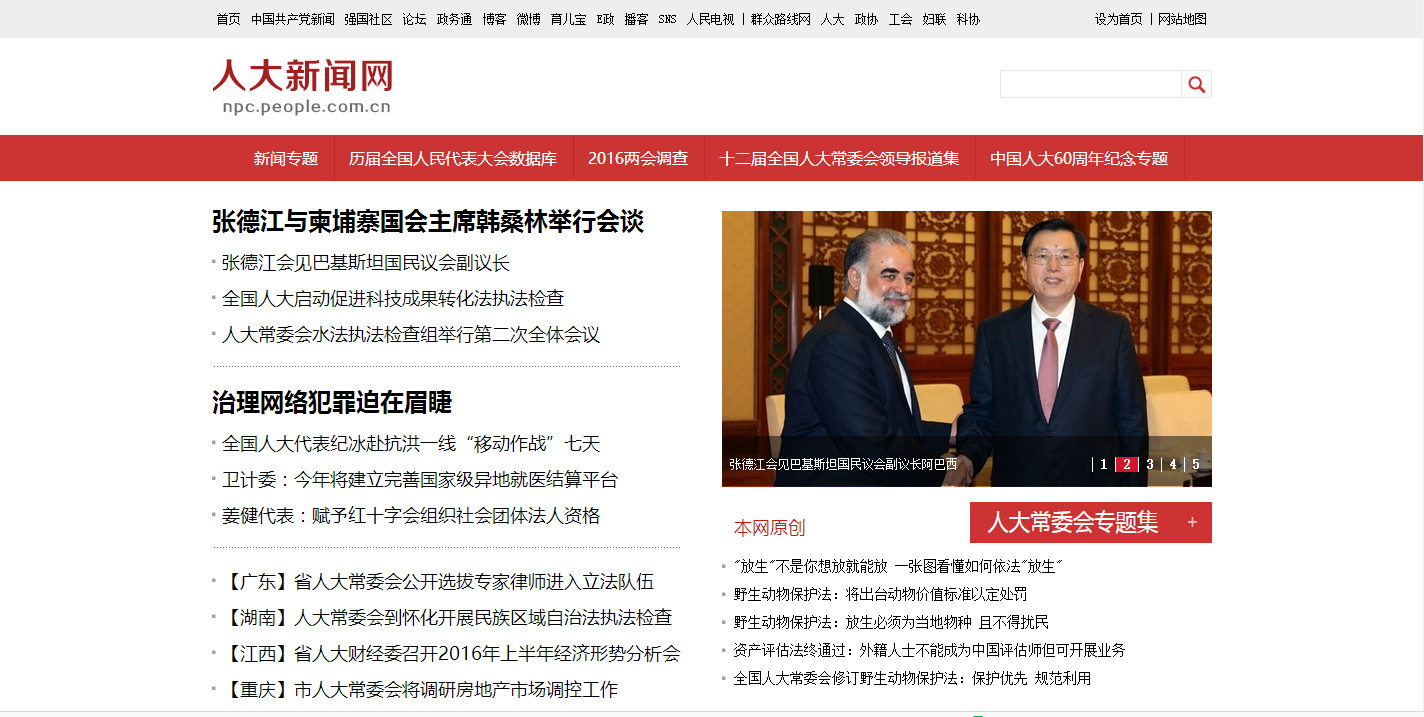 首页 中国共产党新闻 强国社区 论坛 政务通 博客 微博 育儿宝 E政 播客 SNS 人民电视 | 群众路线网 人大 政协 工会 妇联 科协 设为首页 | 网站地图
人大新闻网
npc.people.com.cn
新闻专题 历届全国人民代表大会数据库 2016两会调查 十二届全国人大常委会领导报道集 中国人大60周年纪念专题
张德江与柬埔寨国会主席韩桑林举行会谈
张德江会见巴基斯坦国民议会副议长
全国人大启动促进科技成果转化法执法检查
人大常委会水法执法检查组举行第二次全体会议
治理网络犯罪迫在眉睫
全国人大代表纪冰赴抗洪一线“移动作战”七天
卫计委：今年将建立完善国家级异地就医结算平台
姜健代表：赋予红十字会组织社会团体法人资格
【广东】省人大常委会公开选拔专家律师进入立法队伍
【湖南】人大常委会到怀化开展民族区域自治法执法检查
【江西】省人大财经委召开2016年上半年经济形势分析会
【重庆】市人大常委会将调研房地产市场调控工作
张德江会见巴基斯坦国民议会副议长阿巴西 | 1 | 2 | 3 | 4 | 5
本网原创
人大常委会专题集 +
"放生"不是你想放就能放 一张图看懂如何依法"放生"
野生动物保护法：将出台动物价值标准以定处罚
野生动物保护法：放生必须为当地物种 且不得扰民
资产评估法终通过：外籍人士不能成为中国评估师但可开展业务
全国人大常委会修订野生动物保护法：保护优先 规范利用